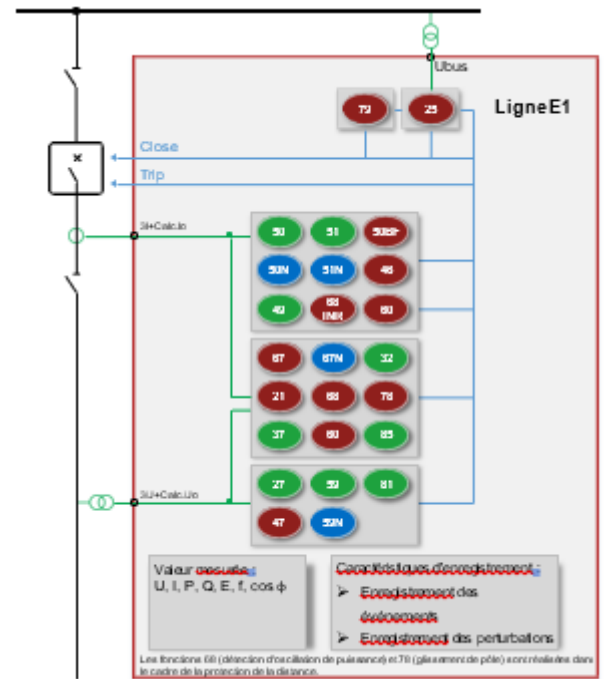 Ubus
79
25
LigneE1
Close
Trip
3I+Calc.Io
50
51
50BF
50N
51N
46
49
68
INR
60
67
67N
32
21
68
78
37
60
85
3U+Calc.Uo
27
59
81
47
59N
Valeur mesurée :
U, I, P, Q, E, f, cos ϕ
Caractéristiques d'enregistrement :
➢ Enregistrement des
événements
➢ Enregistrement des perturbations
Les fonctions 68 (détection d'oscillation de puissance) et 78 (glissement de pôle) sont réalisées dans
le cadre de la protection de la distance.